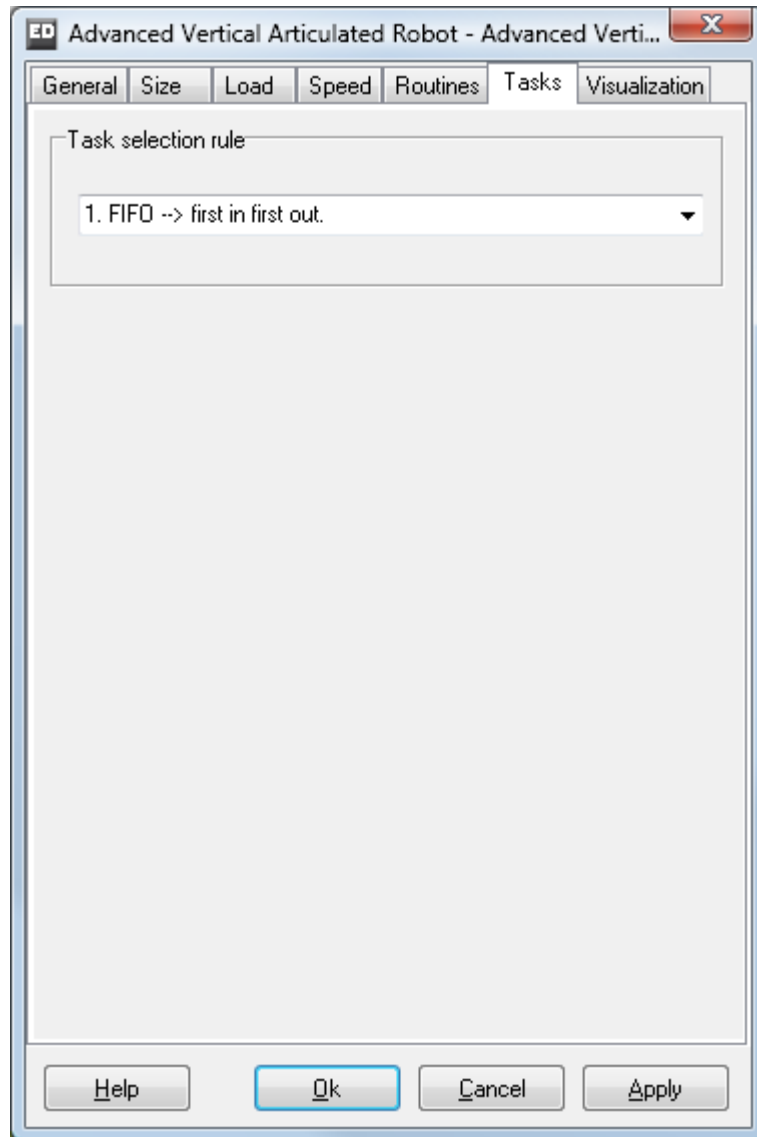 ED Advanced Vertical Articulated Robot - Advanced Verti...
General Size Load Speed Routines Tasks Visualization
Task selection rule
1. FIFO --> first in first out.
Help Ok Cancel Apply